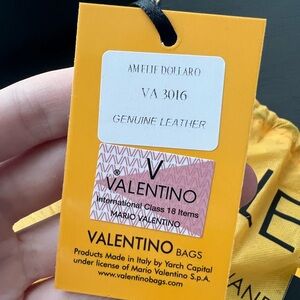 AMELIE DOLLARO
VA 3016
GENUINE LEATHER
V
® VALENTINO
International Class 18 Items
MARIO VALENTINO
VALENTINO BAGS
Products Made in Italy by Yarch Capital
under license of Mario Valentino S.p.A.
www.valentinobags.com